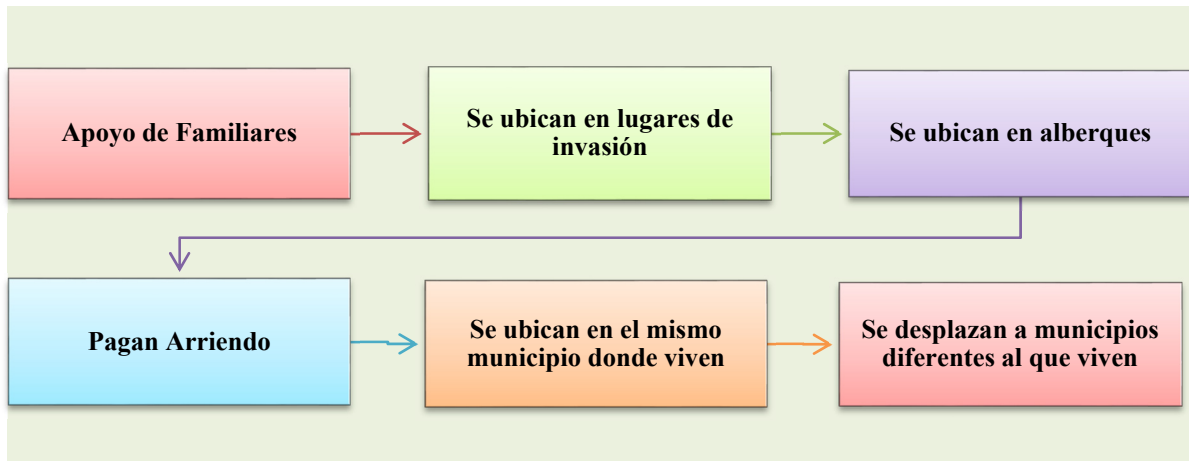 Apoyo de Familiares
Se ubican en lugares de
invasión
Se ubican en alberques
Pagan Arriendo
Se ubican en el mismo
municipio donde viven
Se desplazan a municipios
diferentes al que viven